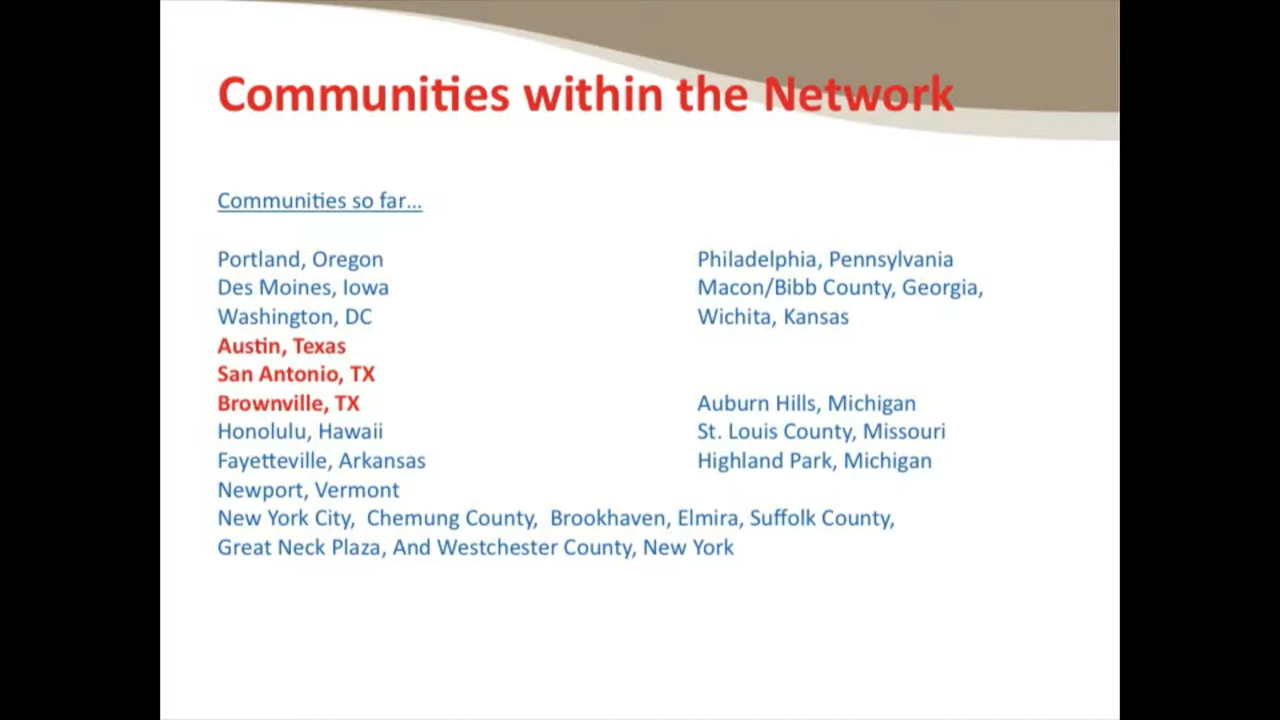 Communities within the Network
Communities so far...
Portland, Oregon
Des Moines, Iowa
Washington, DC
Austin, Texas
San Antonio, TX
Brownville, TX
Honolulu, Hawaii
Fayetteville, Arkansas
Newport, Vermont
New York City, Chemung County, Brookhaven, Elmira, Suffolk County,
Great Neck Plaza, And Westchester County, New York
Philadelphia, Pennsylvania
Macon/Bibb County, Georgia,
Wichita, Kansas
Auburn Hills, Michigan
St. Louis County, Missouri
Highland Park, Michigan